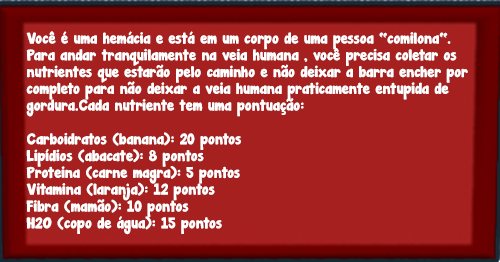 Você é uma hemácia e está em um corpo de uma pessoa "comilona".
Para andar tranquilamente na veia humana , você precisa coletar os
nutrientes que estarão pelo caminho e não deixar a barra encher por
completo para não deixar a veia humana praticamente entupida de
gordura.Cada nutriente tem uma pontuação:
Carboidratos (banana): 20 pontos
Lipídios (abacate): 8 pontos
Proteína (carne magra): 5 pontos
Vitamina (laranja): 12 pontos
Fibra (mamão): 10 pontos
H2O (copo de água): 15 pontos